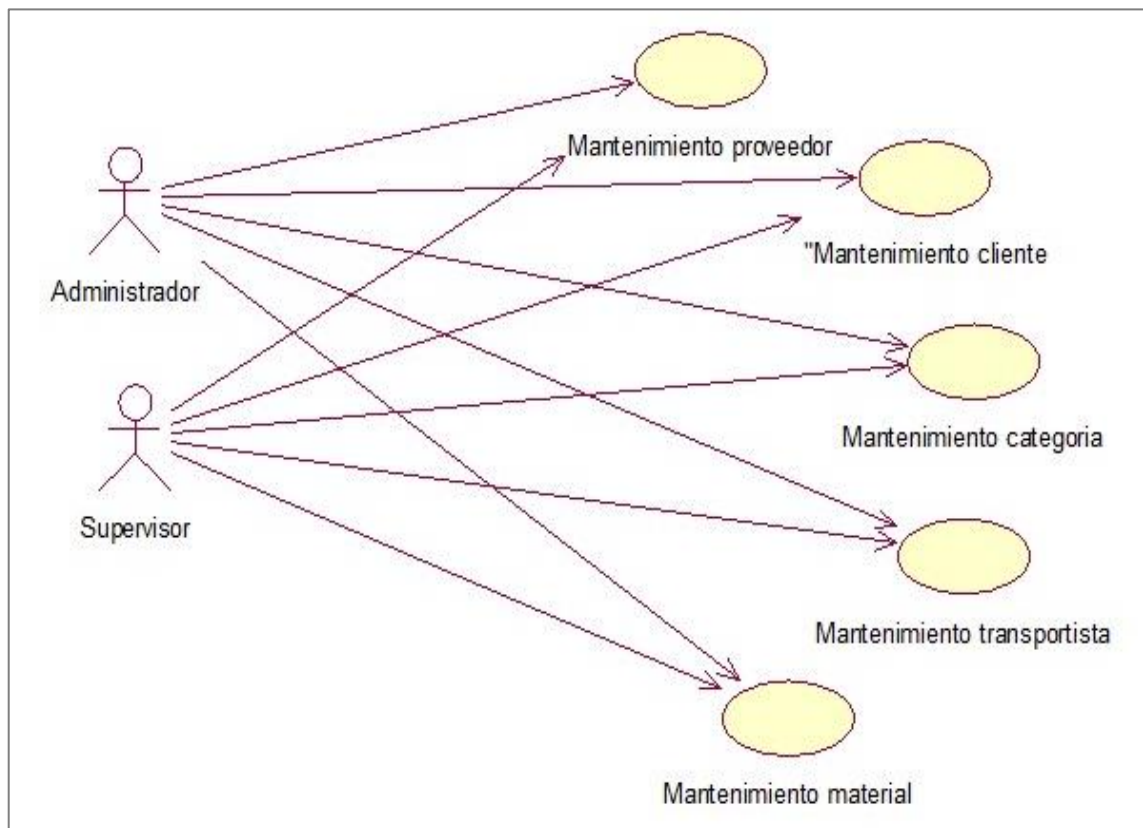 Mantenimiento proveedor
"Mantenimiento cliente
Administrador
Mantenimiento categoria
Supervisor
Mantenimiento transportista
Mantenimiento material